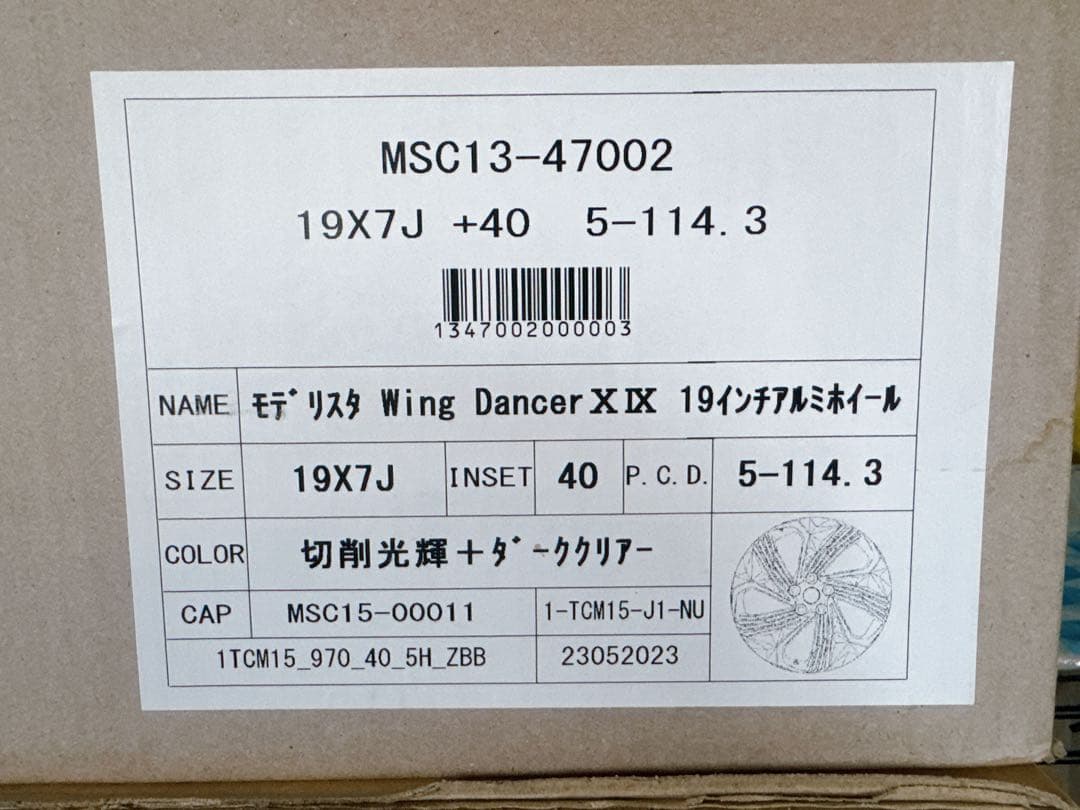 MSC13-47002
19X7J +40 5-114.3
1347002000003
NAME ﾓﾃﾞﾘｽﾀ Wing DancerⅩⅨ 19ｲﾝﾁｱﾙﾐﾎｲｰﾙ
SIZE 19X7J INSET 40 P.C.D. 5-114.3
COLOR 切削光輝＋ﾀﾞｰｸｸﾘｱｰ
CAP MSC15-00011 1-TCM15-J1-NU
1TCM15_970_40_5H_ZBB 23052023